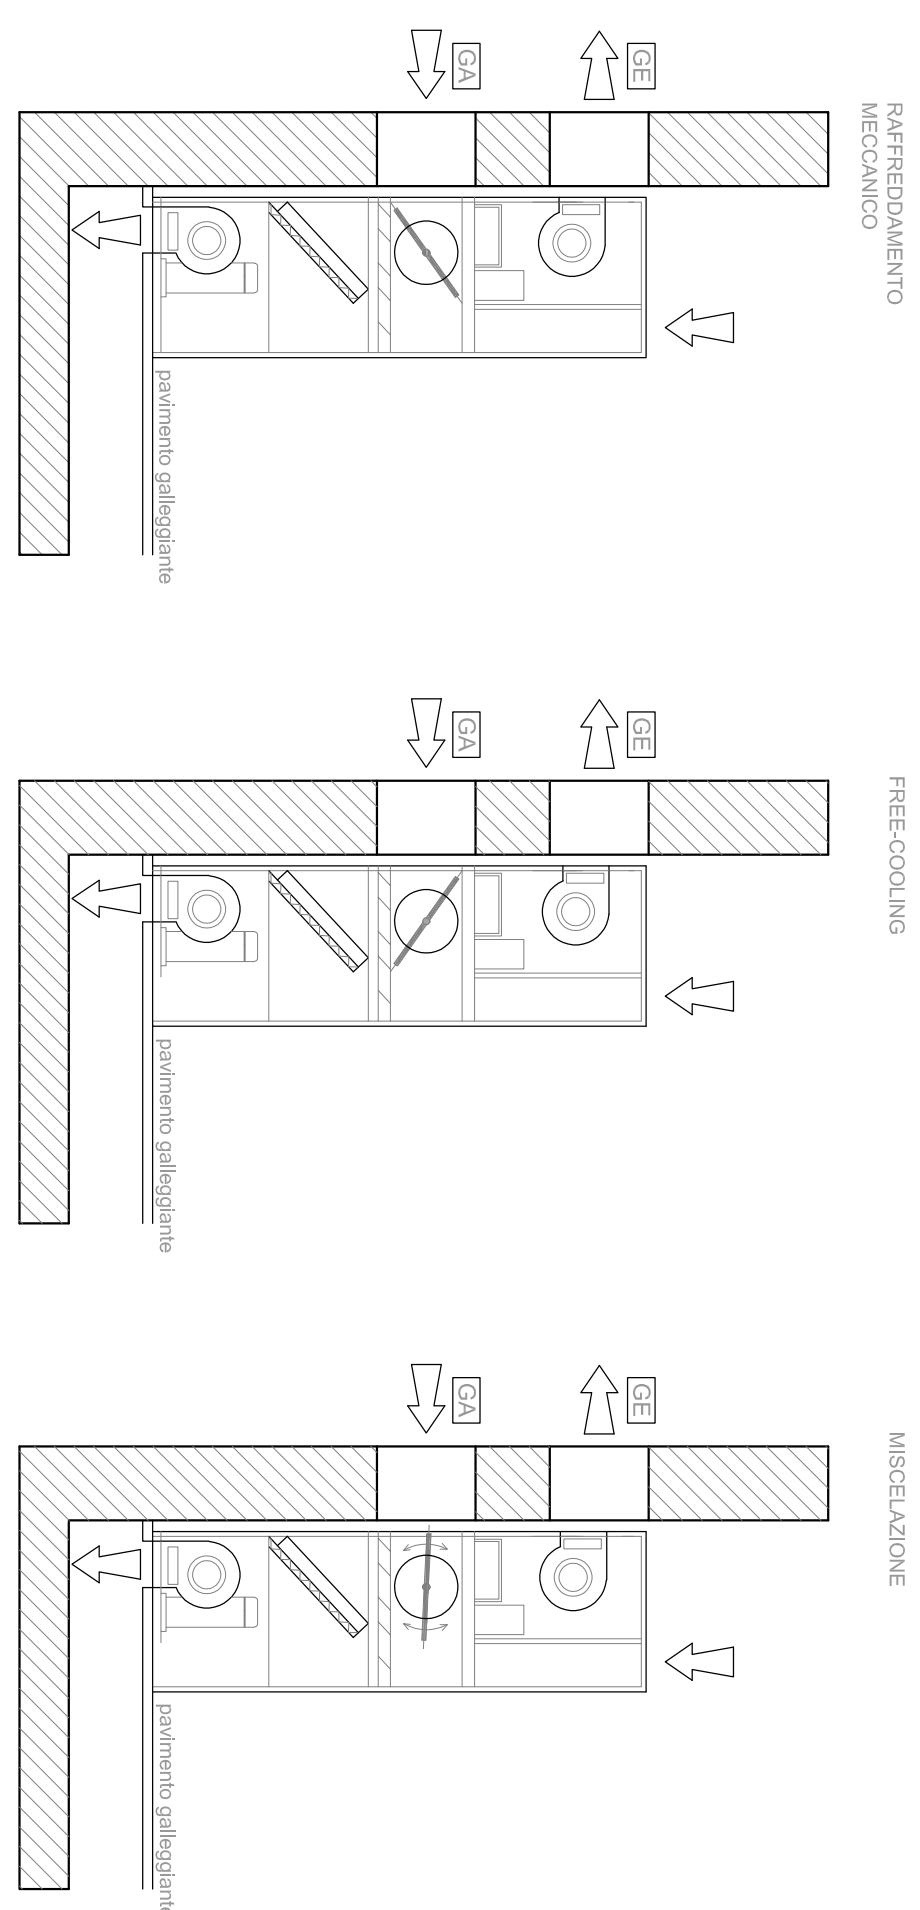 RAFFREDDAMENTO
MECCANICO
GE
GA
pavimento galleggiante
FREE-COOLING
GE
GA
pavimento galleggiante
MISCELAZIONE
GE
GA
pavimento galleggiante